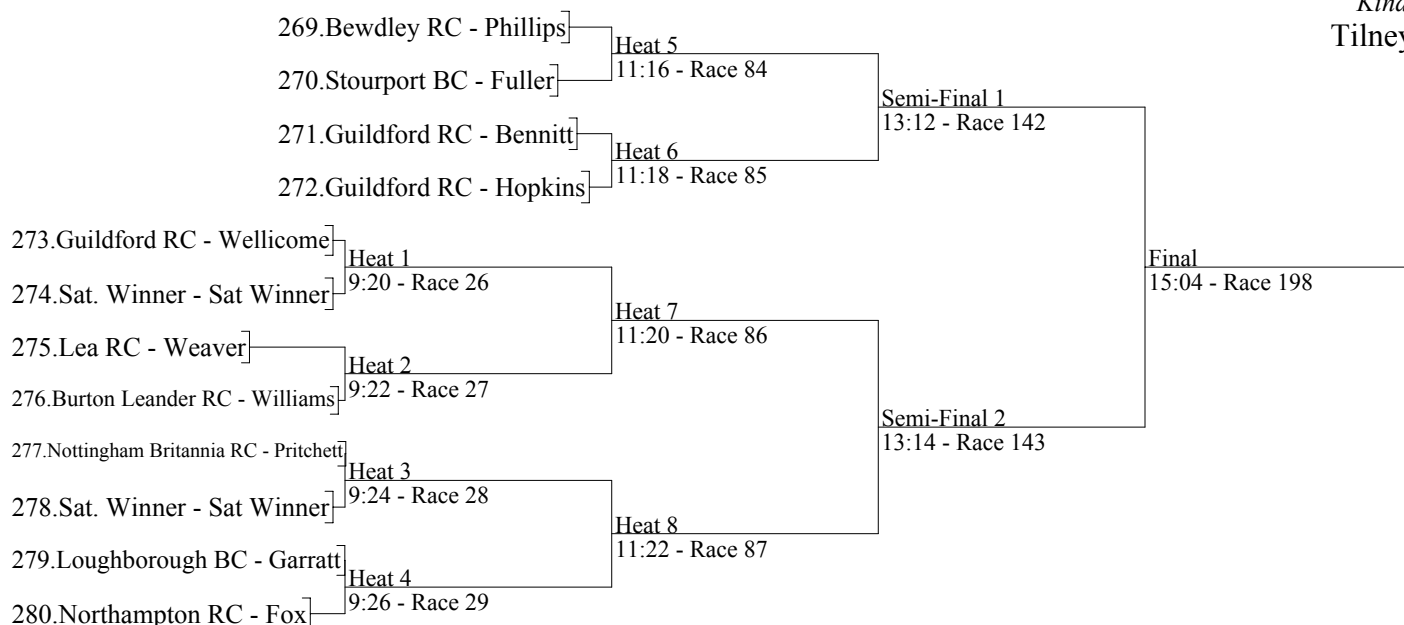 Kind
Tilney
269.Bewdley RC - Phillips
Heat 5
11:16 - Race 84
270.Stourport BC - Fuller
Semi-Final 1
13:12 - Race 142
271.Guildford RC - Bennitt
Heat 6
11:18 - Race 85
272.Guildford RC - Hopkins
273.Guildford RC - Wellicome
Heat 1
9:20 - Race 26
274.Sat. Winner - Sat Winner
Final
15:04 - Race 198
Heat 7
11:20 - Race 86
275.Lea RC - Weaver
Heat 2
9:22 - Race 27
276.Burton Leander RC - Williams
Semi-Final 2
13:14 - Race 143
277.Nottingham Britannia RC - Pritchett
Heat 3
9:24 - Race 28
278.Sat. Winner - Sat Winner
Heat 8
11:22 - Race 87
279.Loughborough BC - Garratt
Heat 4
9:26 - Race 29
280.Northampton RC - Fox